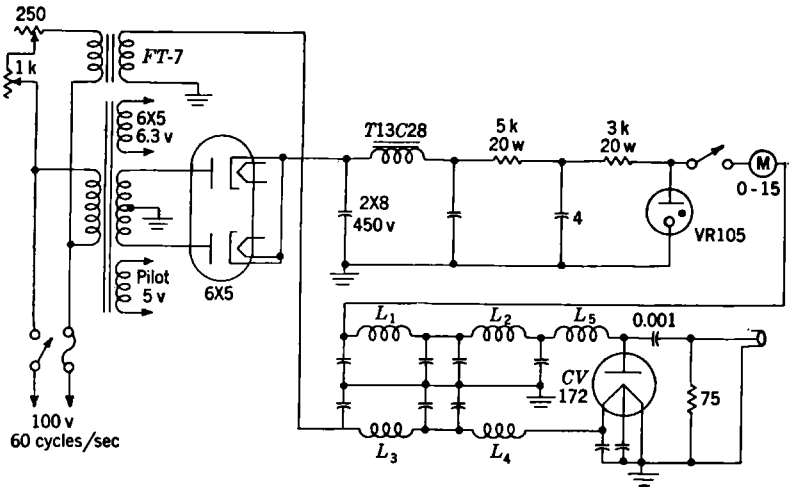 250
FT-7
1 k
6X5
6.3 v
Pilot
5 v
6X5
100 v
60 cycles/sec
T13C28
5 k
20 w
3 k
20 w
2X8
450 v
4
VR105
M
0-15
L1
L2
L5
0.001
CV
172
75
L3
L4